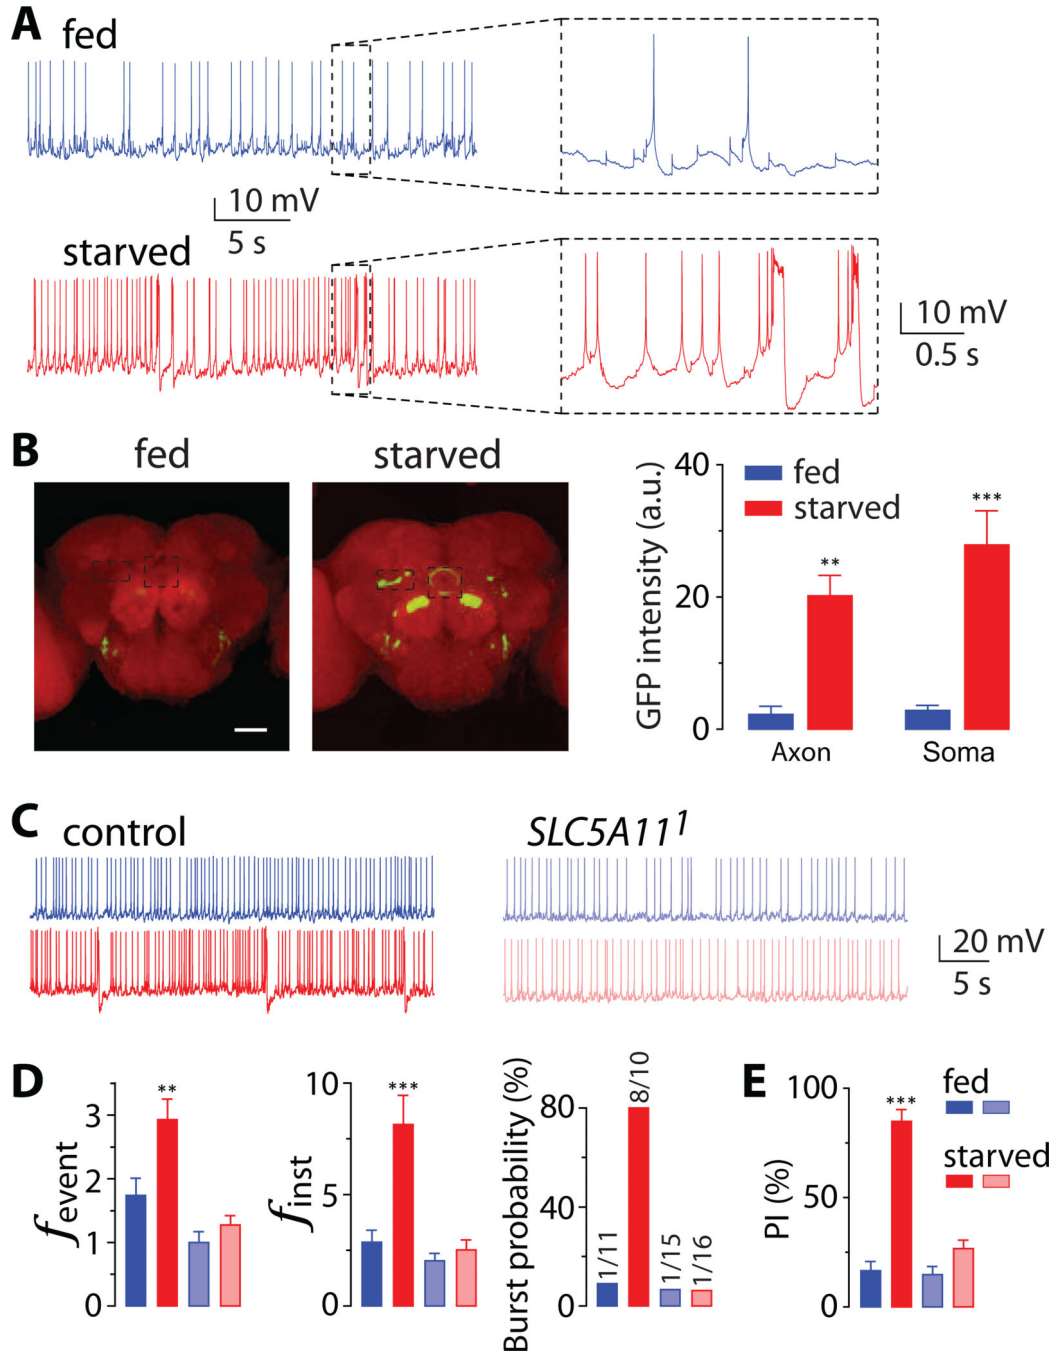 A
fed
10 mV
5 s
starved
10 mV
0.5 s
B
fed
starved
GFP intensity (a.u.)
40
20
0
fed
starved
**
***
Axon
Soma
C
control
SLC5A11¹
20 mV
5 s
D
f event
3
2
1
0
**
f inst
10
5
0
***
Burst probability (%)
80
40
0
1/11
8/10
1/15
1/16
E
PI (%)
100
50
0
***
fed
starved